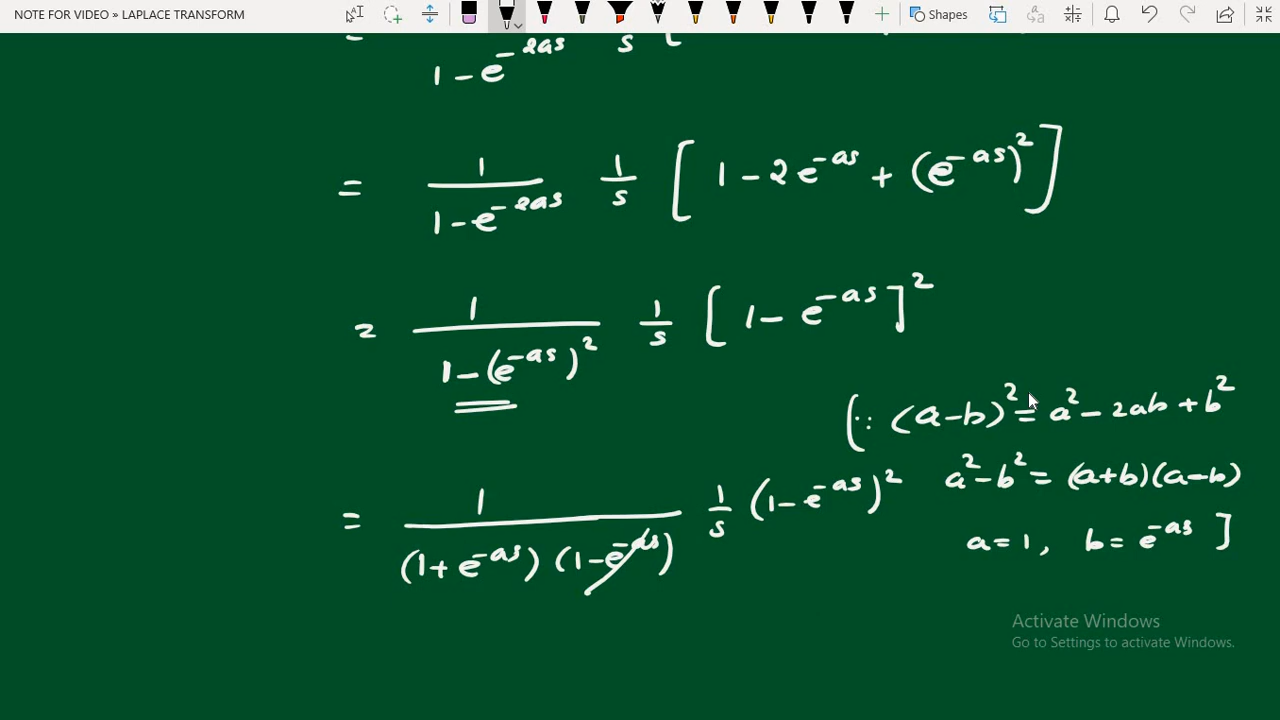 NOTE FOR VIDEO » LAPLACE TRANSFORM
Shapes
= 1/(1 - e^{-2as}) 1/s [
= 1/(1 - e^{-2as}) 1/s [ 1 - 2e^{-as} + (e^{-as})^2 ]
= 1/(1 - (e^{-as})^2) 1/s [ 1 - e^{-as} ]^2
(∵ (a-b)^2 = a^2 - 2ab + b^2
a^2 - b^2 = (a+b)(a-b)
a = 1, b = e^{-as} ]
= 1/((1 + e^{-as}) (1 - e^{-as})) 1/s (1 - e^{-as})^2
Activate Windows
Go to Settings to activate Windows.